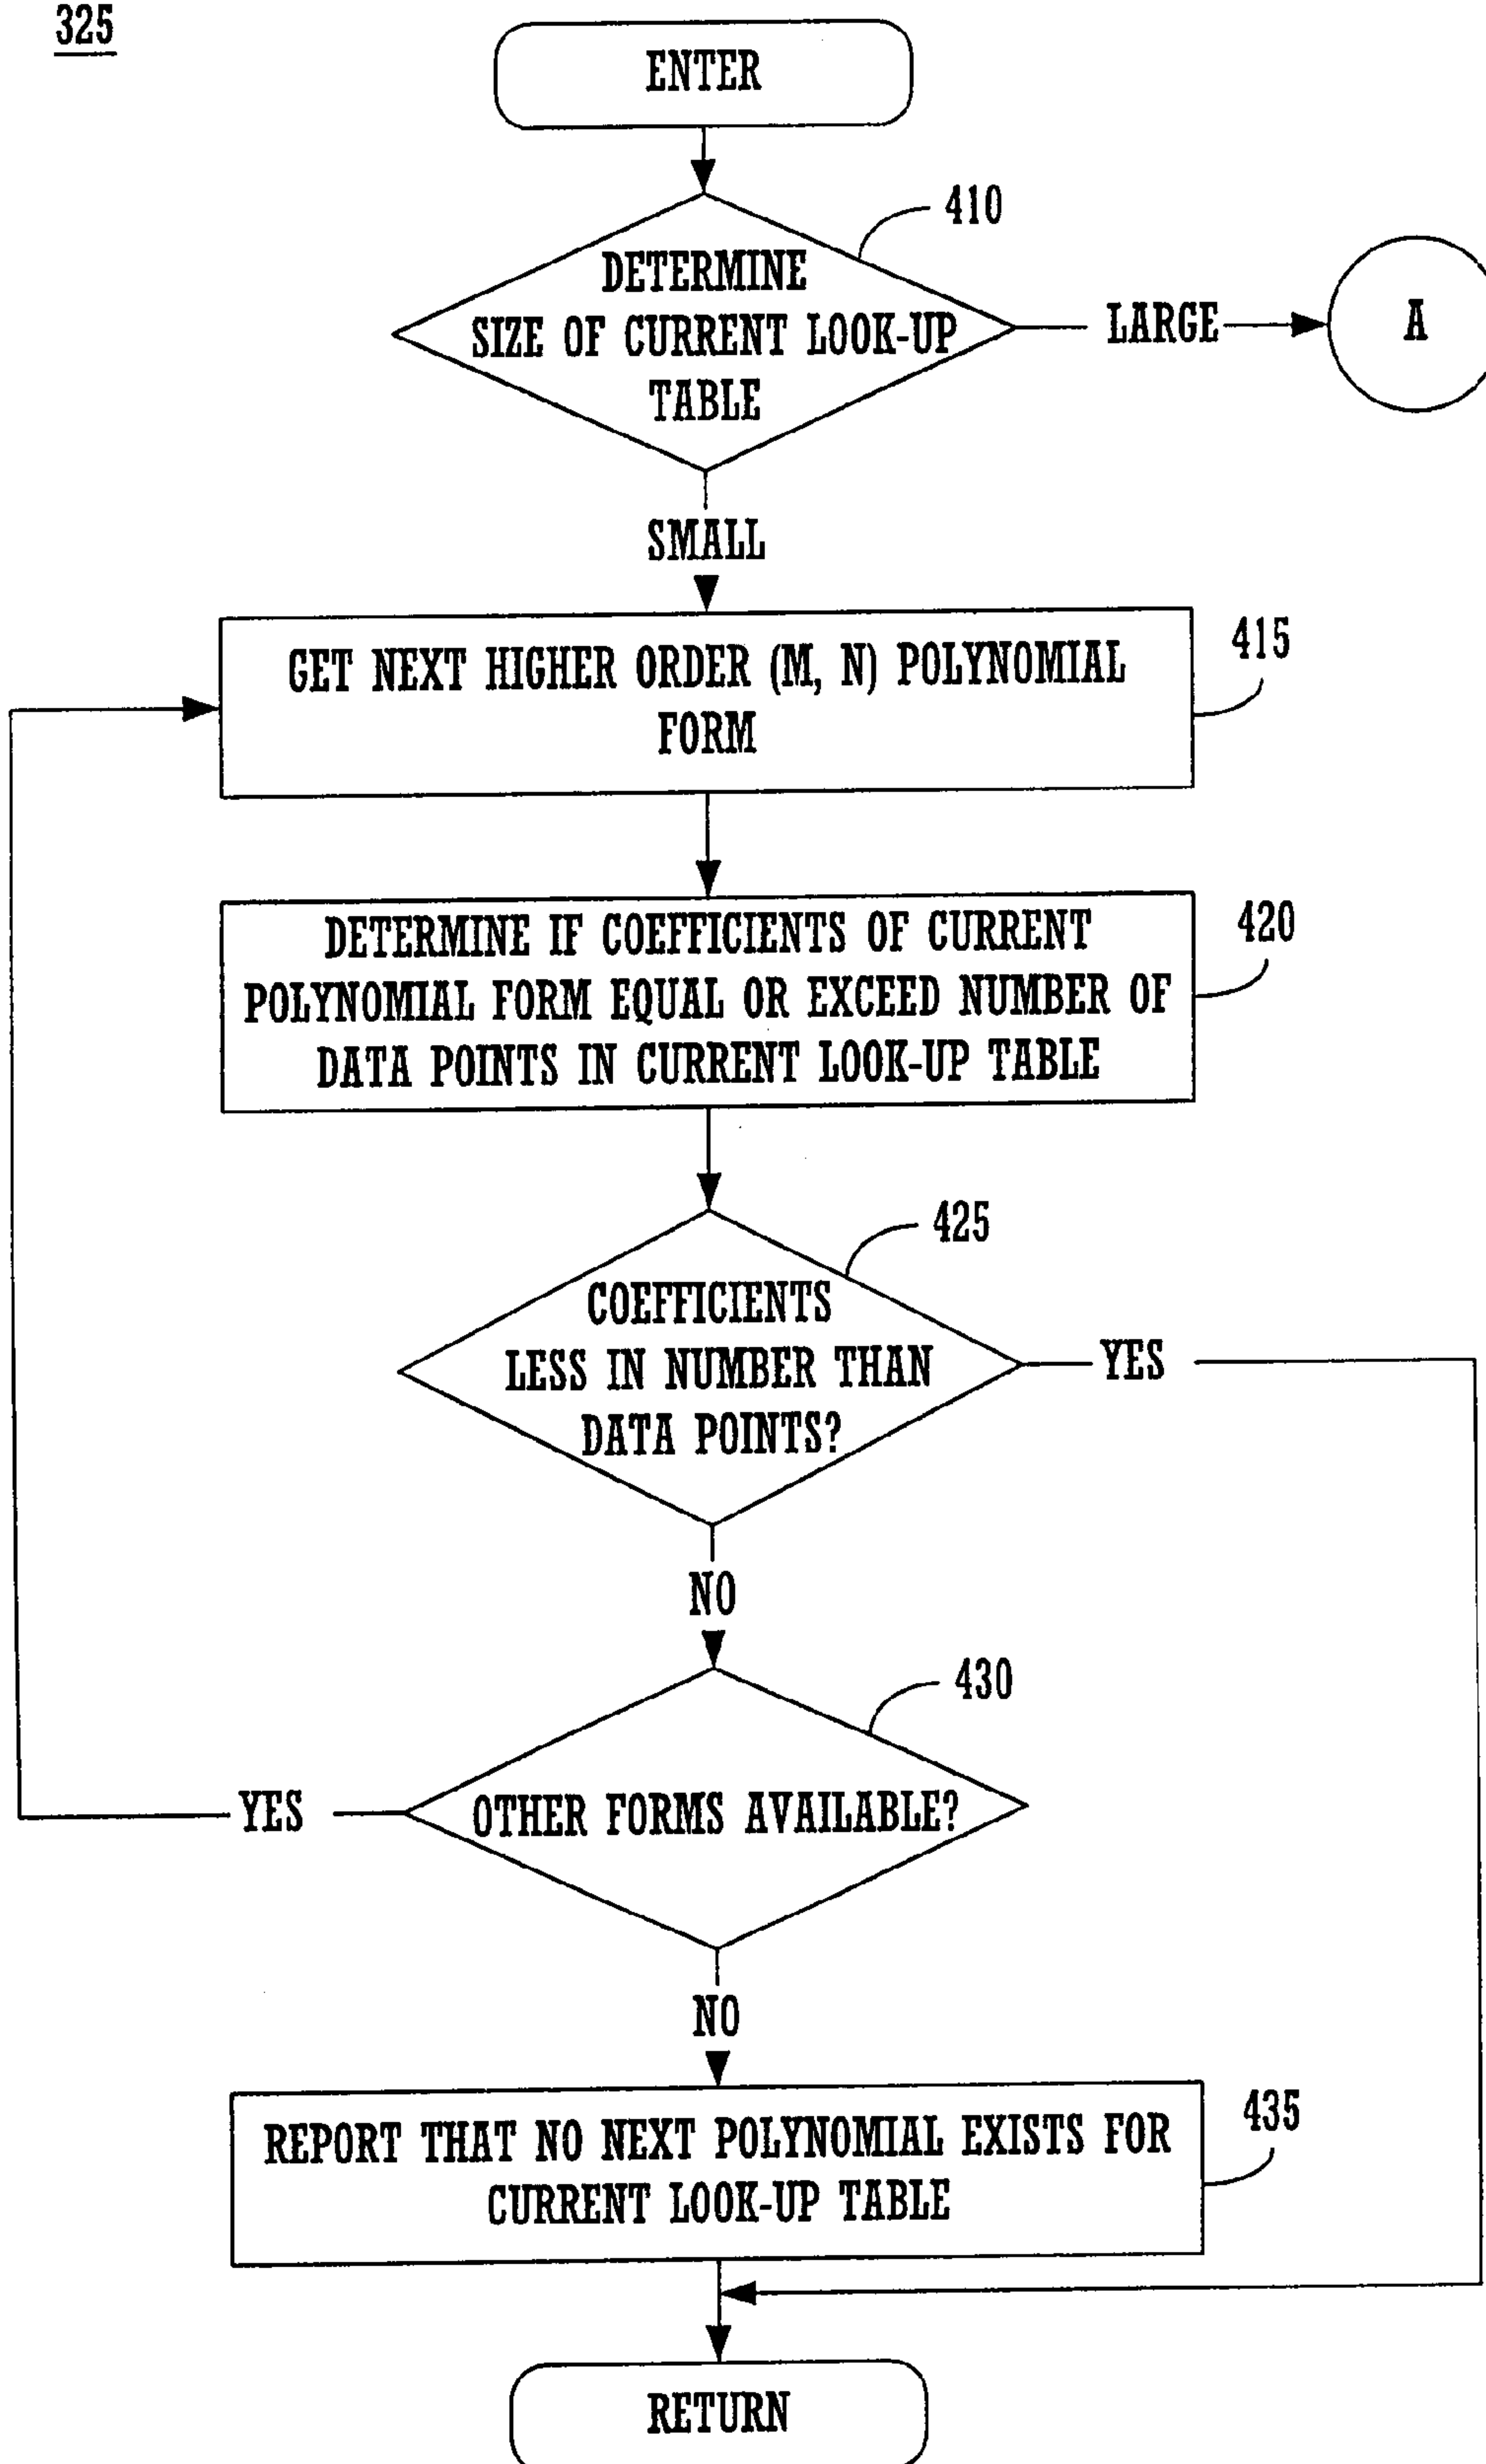 325
ENTER
410
DETERMINE
SIZE OF CURRENT LOOK-UP
TABLE
LARGE
A
SMALL
GET NEXT HIGHER ORDER (M, N) POLYNOMIAL
FORM
415
DETERMINE IF COEFFICIENTS OF CURRENT
POLYNOMIAL FORM EQUAL OR EXCEED NUMBER OF
DATA POINTS IN CURRENT LOOK-UP TABLE
420
425
COEFFICIENTS
LESS IN NUMBER THAN
DATA POINTS?
YES
NO
430
OTHER FORMS AVAILABLE?
YES
NO
REPORT THAT NO NEXT POLYNOMIAL EXISTS FOR
CURRENT LOOK-UP TABLE
435
RETURN